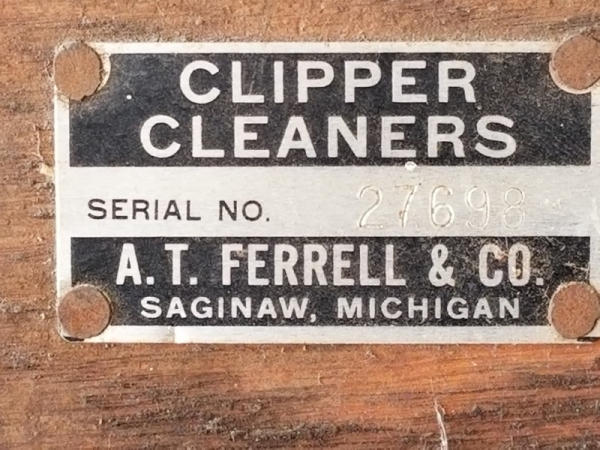 CLIPPER
CLEANERS
SERIAL NO. 27698
A.T. FERRELL & CO.
SAGINAW, MICHIGAN